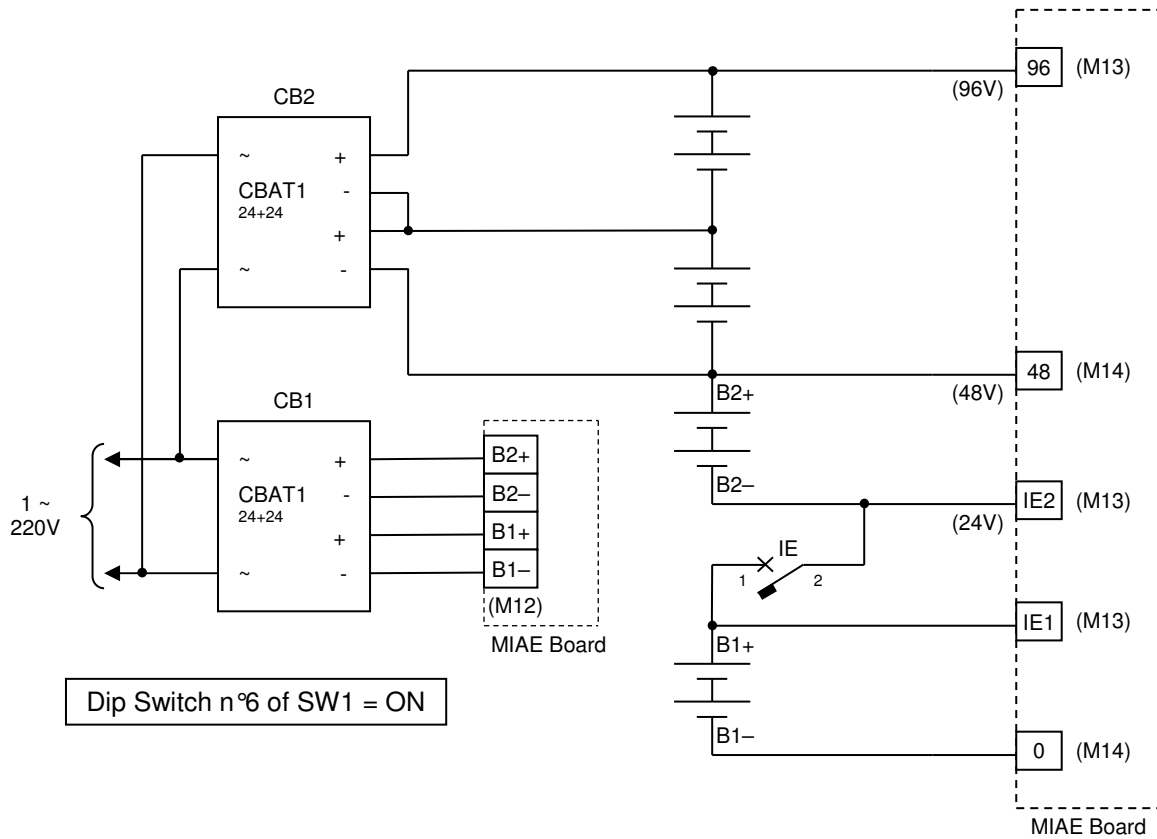 MIAE Board
96 (M13)
(96V)
CB2
~ +
CBAT1 -
24+24
+
~ -
48 (M14)
(48V)
CB1
B2+
~ + B2+
CBAT1 - B2–
24+24
+ B1+
~ - B1–
(M12)
MIAE Board
1 ~
220V
B2–
IE2 (M13)
(24V)
IE
1 2
IE1 (M13)
B1+
B1–
0 (M14)
Dip Switch n°6 of SW1 = ON
MIAE Board